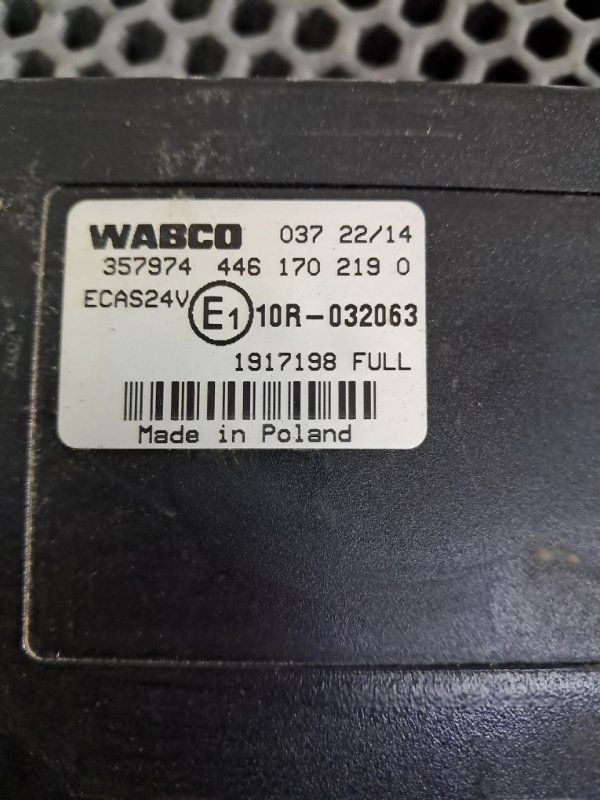 WABCO 037 22/14
357974 446 170 219 0
ECAS24V E1 10R-032063
1917198 FULL
Made in Poland